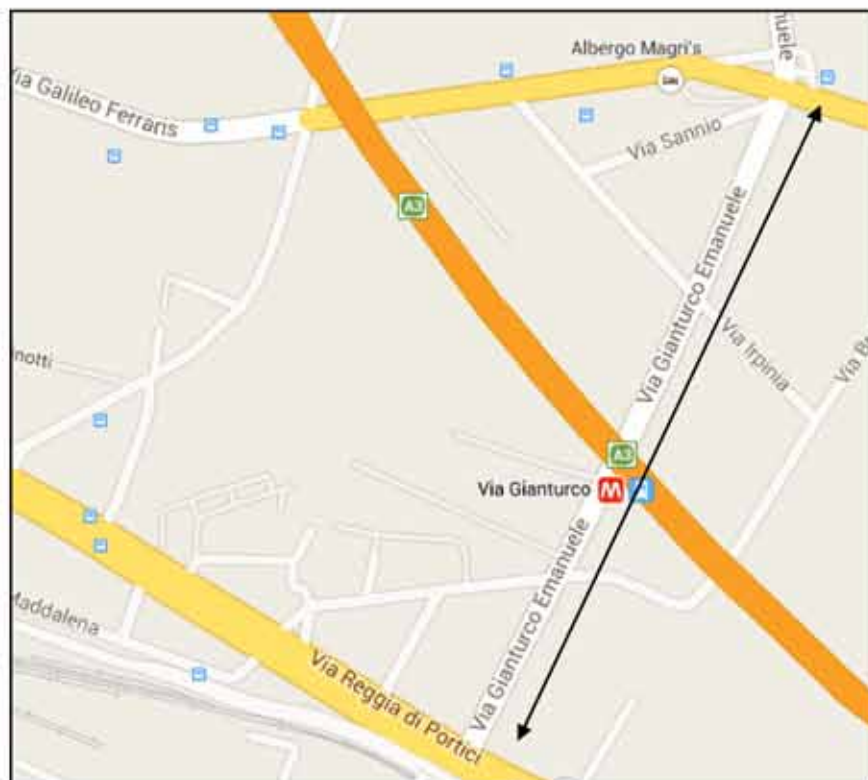 Albergo Magri's
Via Galileo Ferraris
Via Sannio
A3
Via Gianturco Emanuele
Via Irpinia
A3
Via Gianturco
M
Via Gianturco Emanuele
Maddalena
Via Reggia di Portici